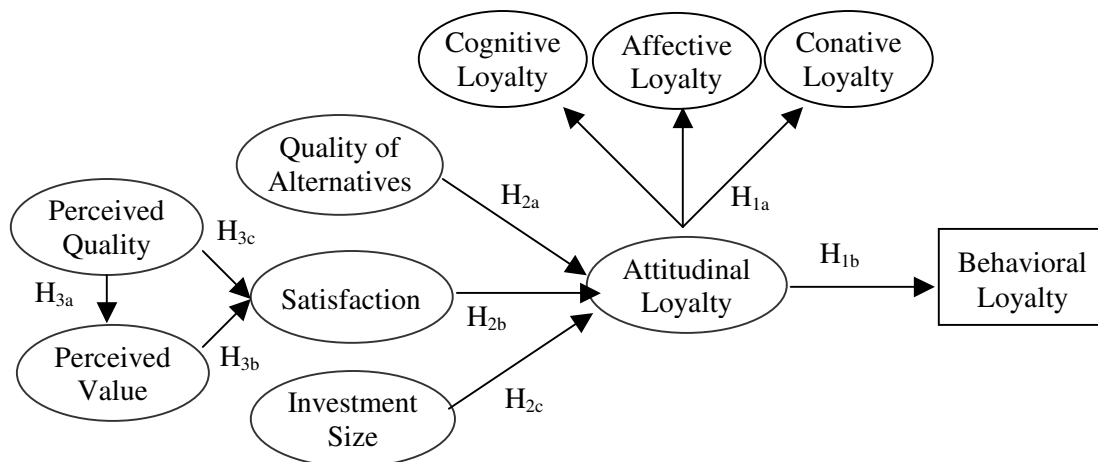 Cognitive
Loyalty
Affective
Loyalty
Conative
Loyalty
Quality of
Alternatives
H2a
H1a
Perceived
Quality
H3c
H3a
Satisfaction
H2b
Attitudinal
Loyalty
H1b
Behavioral
Loyalty
Perceived
Value
H3b
Investment
Size
H2c